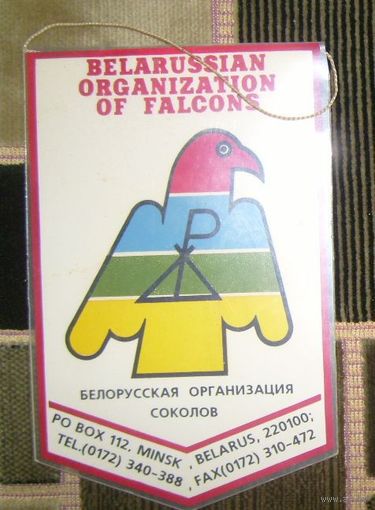 BELARUSSIAN
ORGANIZATION
OF FALCONS
БЕЛОРУССКАЯ ОРГАНИЗАЦИЯ
СОКОЛОВ
PO BOX 112, MINSK, BELARUS, 220100;
TEL.(0172) 340-388, FAX(0172) 310-472